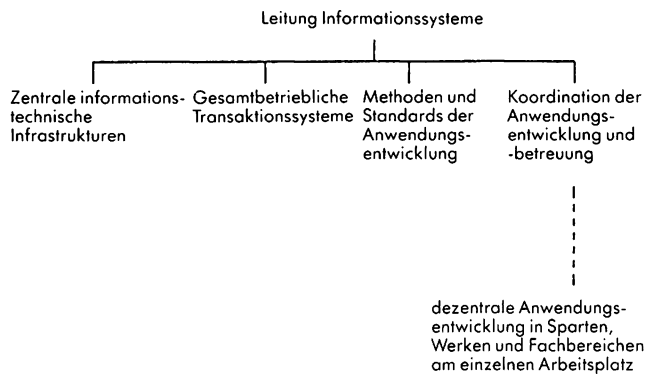 Leitung Informationssysteme
Zentrale informations-
technische
Infrastrukturen
Gesamtbetriebliche
Transaktionssysteme
Methoden und
Standards der
Anwendungs-
entwicklung
Koordination der
Anwendungs-
entwicklung und
-betreuung
dezentrale Anwendungs-
entwicklung in Sparten,
Werken und Fachbereichen
am einzelnen Arbeitsplatz